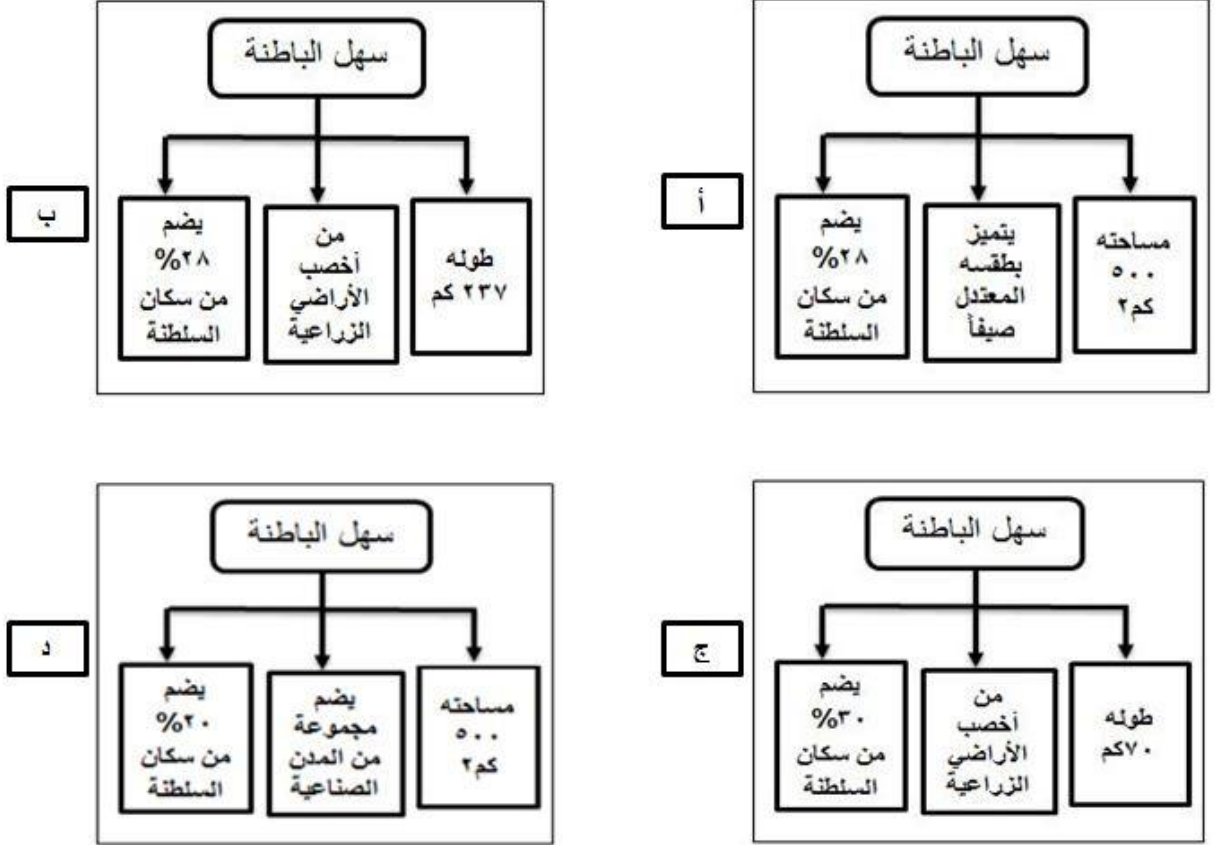 سهل الباطنة
أ
مساحته
٥٠٠
كم٢
يتميز
بطقسه
المعتدل
صيفاً
يضم
٢٨%
من سكان
السلطنة
سهل الباطنة
ب
طوله
٢٣٧ كم
من
أخصب
الأراضي
الزراعية
يضم
٢٨%
من سكان
السلطنة
سهل الباطنة
ج
طوله
٧٠كم
من
أخصب
الأراضي
الزراعية
يضم
٣٠%
من سكان
السلطنة
سهل الباطنة
د
مساحته
٥٠٠
كم٢
يضم
مجموعة
من المدن
الصناعية
يضم
٢٠%
من سكان
السلطنة